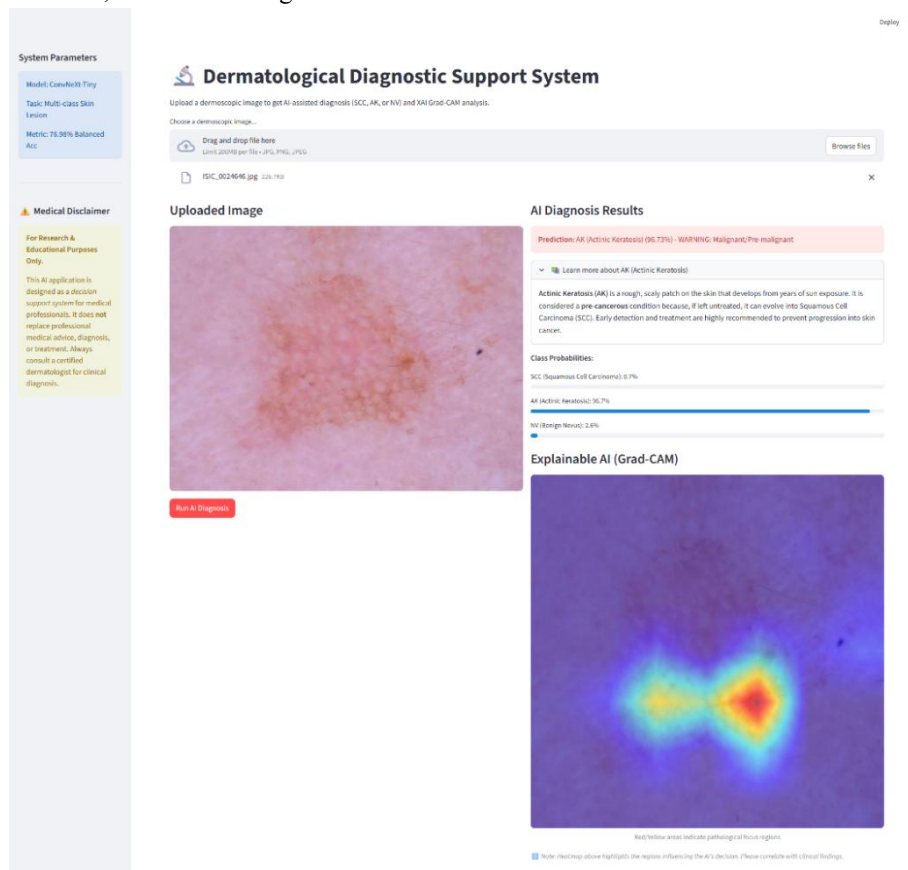 Deploy
System Parameters
Model: ConvNeXt-Tiny
Task: Multi-class Skin
Lesion
Metric: 76.98% Balanced
Acc
Medical Disclaimer
For Research &
Educational Purposes
Only.
This AI application is
designed as a decision
support system for medical
professionals. It does not
replace professional
medical advice, diagnosis,
or treatment. Always
consult a certified
dermatologist for clinical
diagnosis.
Dermatological Diagnostic Support System
Upload a dermoscopic image to get AI-assisted diagnosis (SCC, AK, or NV) and XAI Grad-CAM analysis.
Choose a dermoscopic image...
Drag and drop file here
Limit 200MB per file • JPG, PNG, JPEG
Browse files
ISIC_0024646.jpg
Uploaded Image
Run AI Diagnosis
AI Diagnosis Results
Prediction: AK (Actinic Keratosis) (96.73%) - WARNING: Malignant/Pre-malignant
Learn more about AK (Actinic Keratosis)
Actinic Keratosis (AK) is a rough, scaly patch on the skin that develops from years of sun exposure. It is
considered a pre-cancerous condition because, if left untreated, it can evolve into Squamous Cell
Carcinoma (SCC). Early detection and treatment are highly recommended to prevent progression into skin
cancer.
Class Probabilities:
SCC (Squamous Cell Carcinoma): 0.7%
AK (Actinic Keratosis): 96.7%
NV (Benign Nevus): 2.6%
Explainable AI (Grad-CAM)
Red/Yellow areas indicate pathological focus regions
Note: Heatmap above highlights the regions influencing the AI's decision. Please correlate with clinical findings.